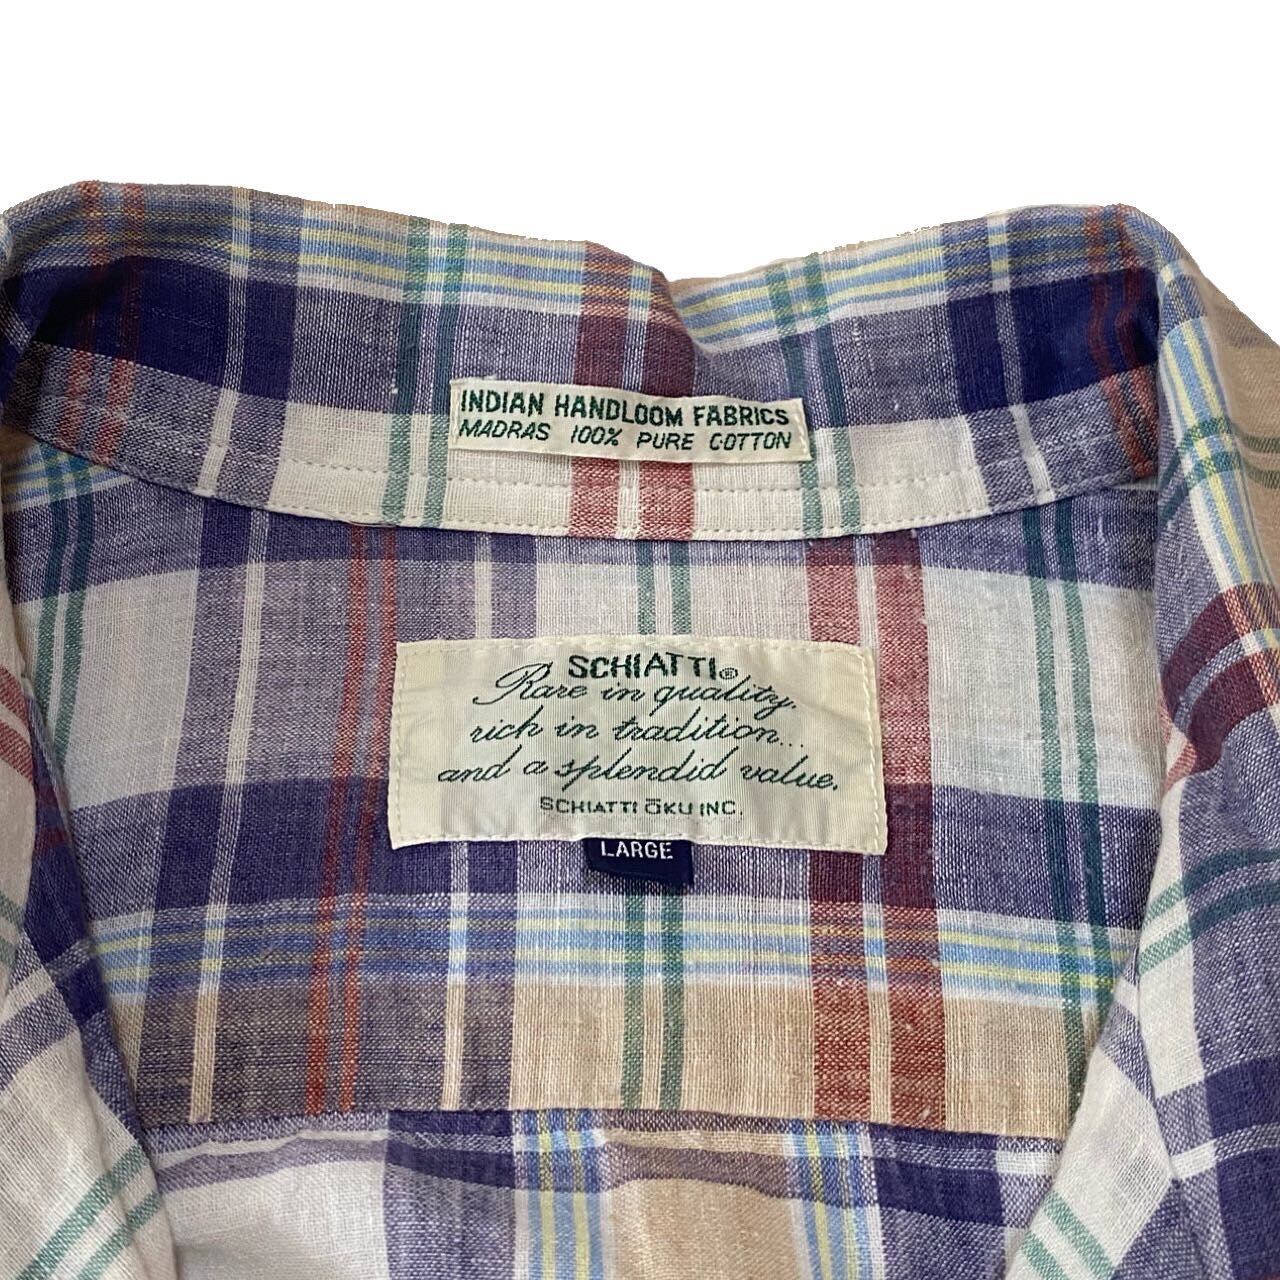 INDIAN HANDLOOM FABRICS
MADRAS 100% PURE COTTON
SCHIATTI®
Rare in quality.
rich in tradition...
and a splendid value.
SCHIATTI ŌKU INC.
LARGE